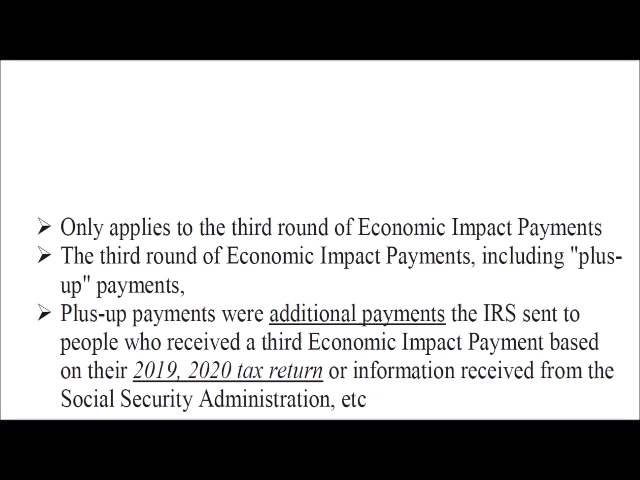 ➢ Only applies to the third round of Economic Impact Payments
➢ The third round of Economic Impact Payments, including "plus-
up" payments,
➢ Plus-up payments were additional payments the IRS sent to
people who received a third Economic Impact Payment based
on their 2019, 2020 tax return or information received from the
Social Security Administration, etc